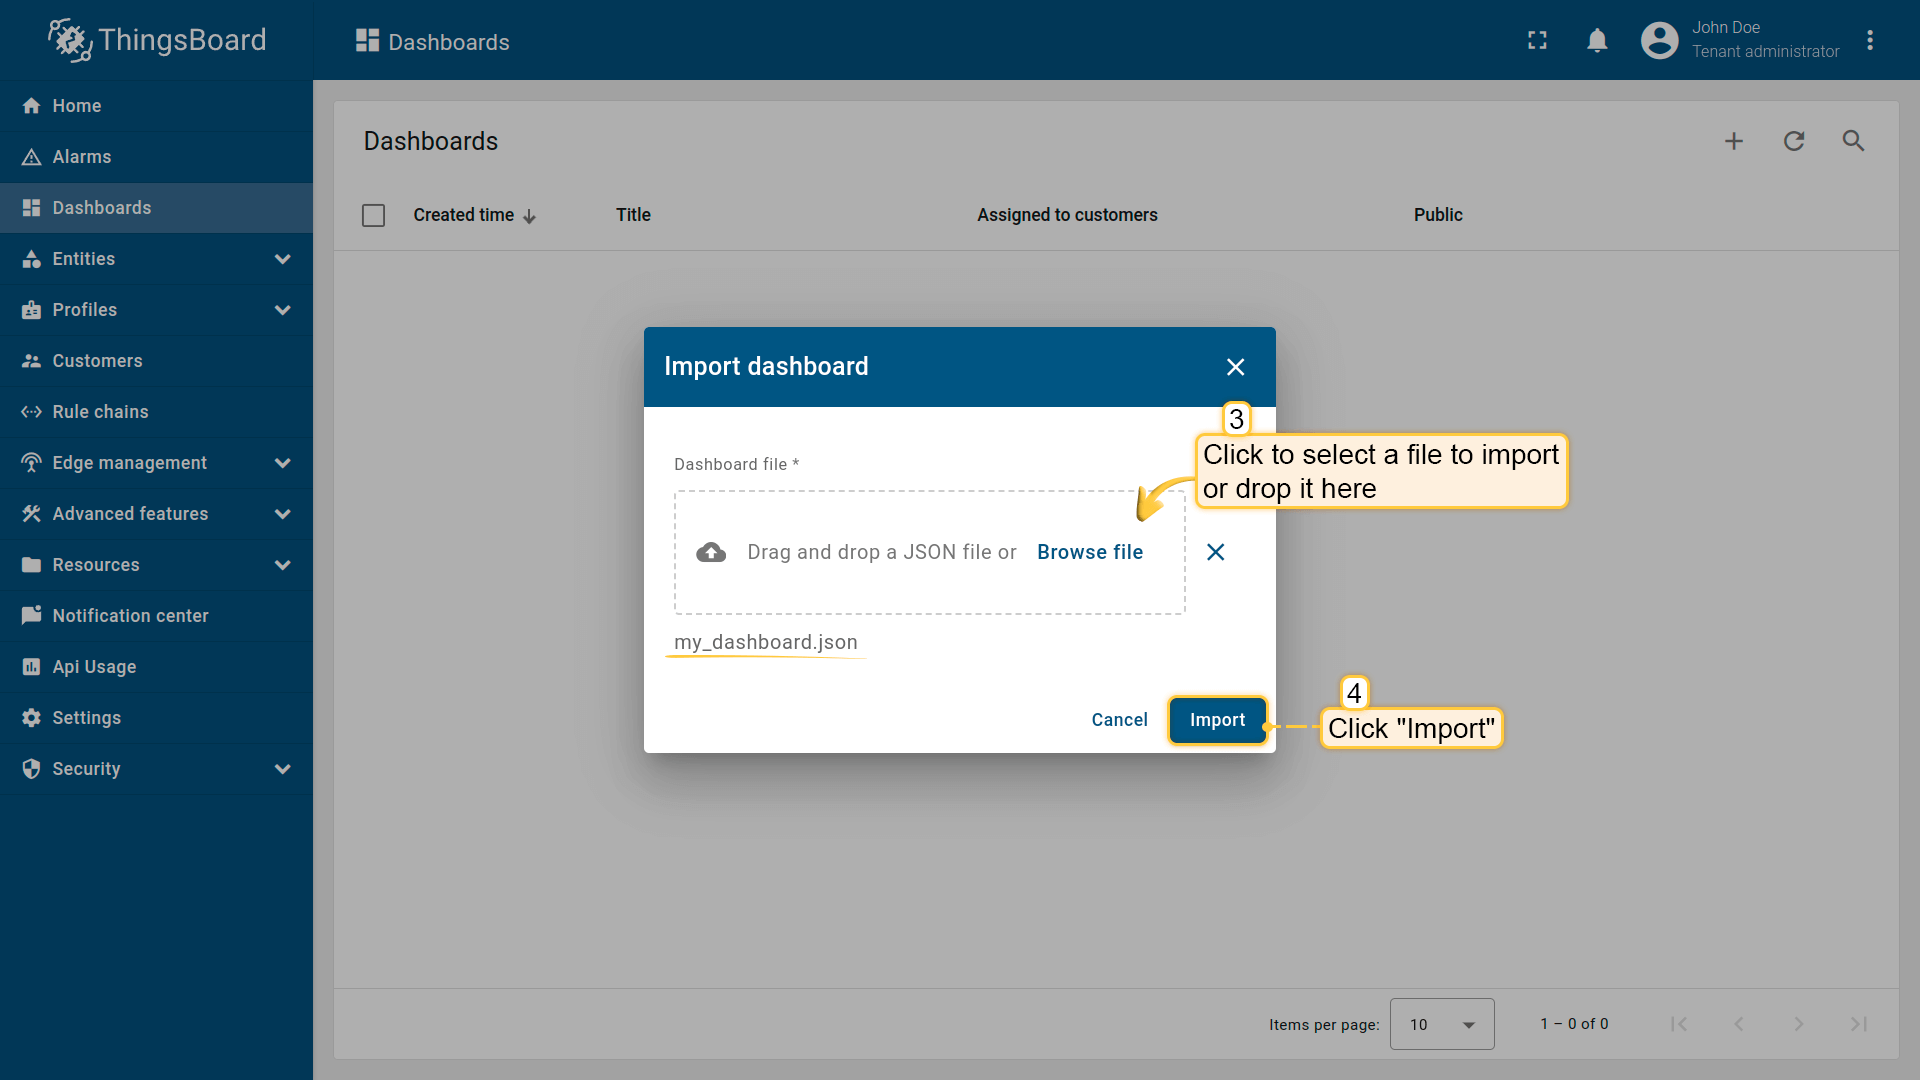 ThingsBoard
Dashboards
John Doe
Tenant administrator
Home
Alarms
Dashboards
Entities
Profiles
Customers
Rule chains
Edge management
Advanced features
Resources
Notification center
Api Usage
Settings
Security
Dashboards
Created time
Title
Assigned to customers
Public
Import dashboard
3
Click to select a file to import
or drop it here
Dashboard file *
Drag and drop a JSON file or Browse file
my_dashboard.json
Cancel
Import
4
Click "Import"
Items per page:
10
1 – 0 of 0